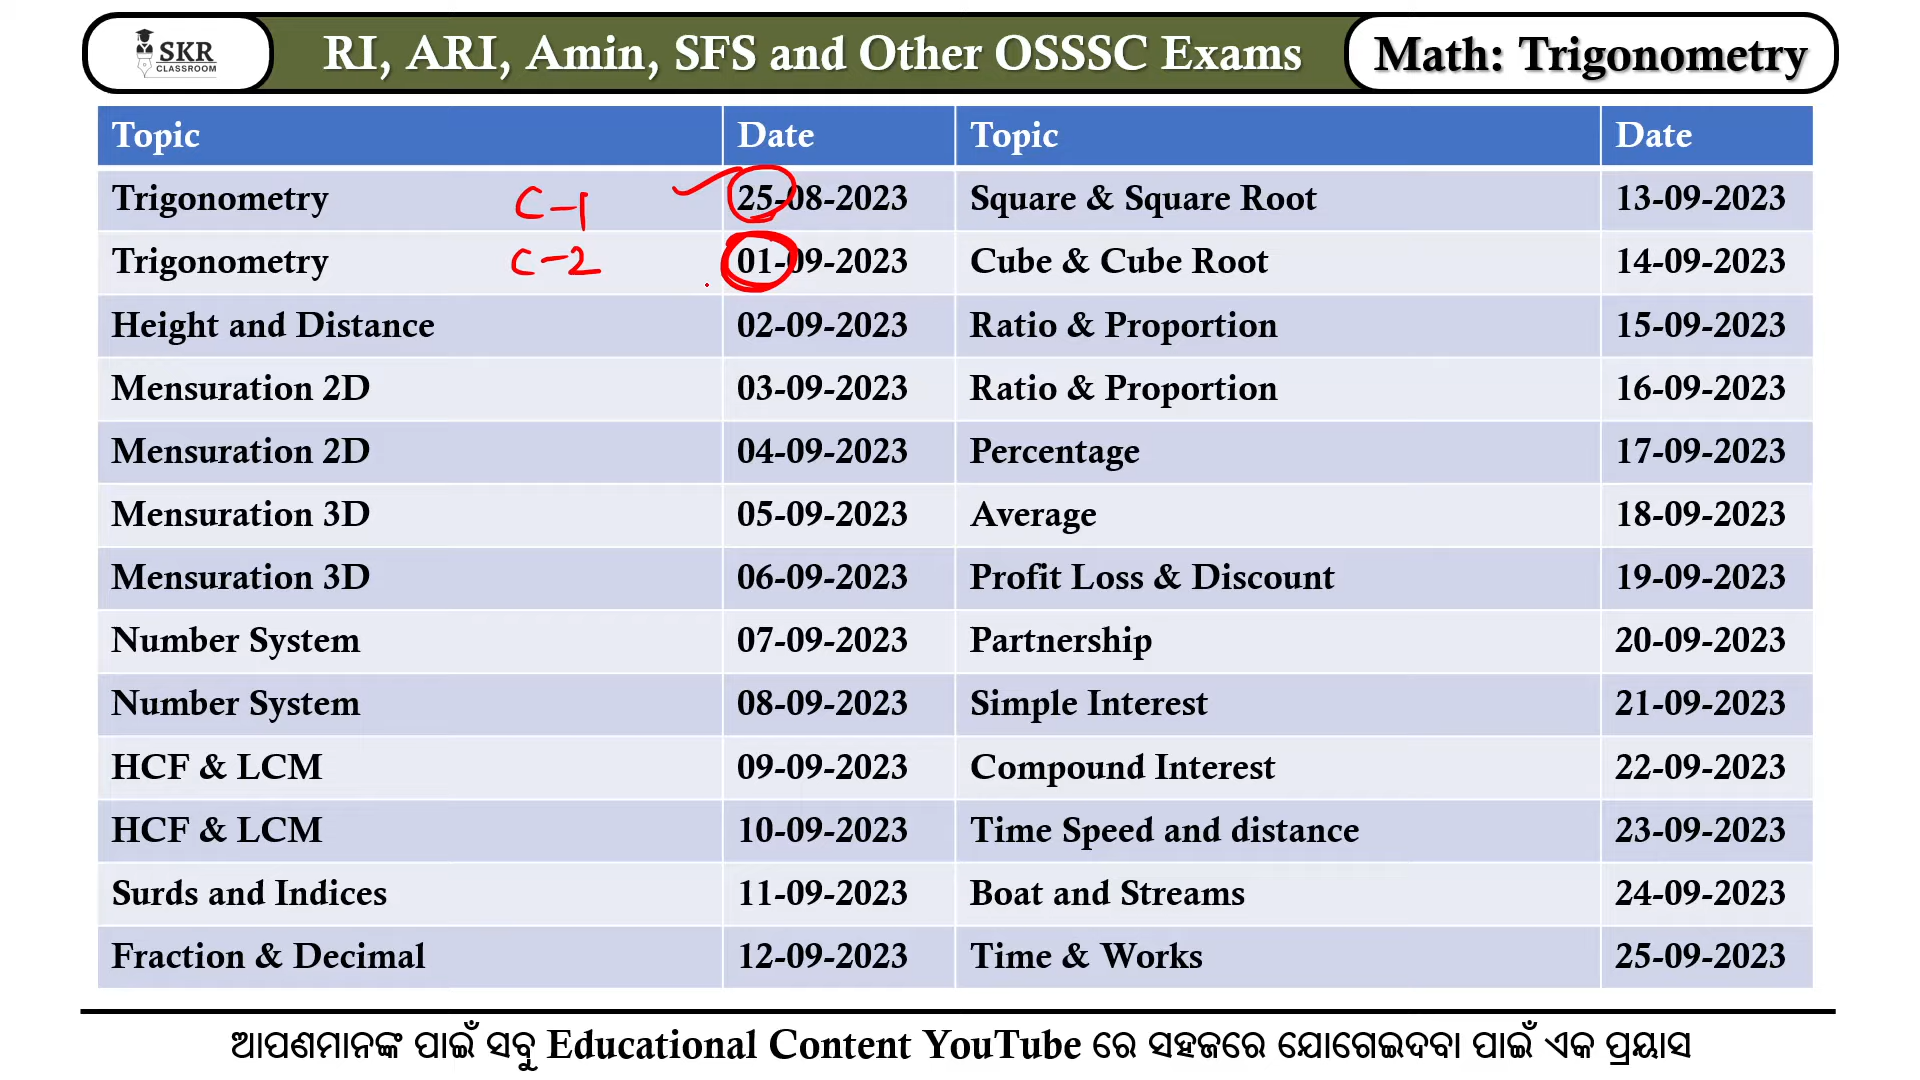 SKR
CLASSROOM
RI, ARI, Amin, SFS and Other OSSSC Exams
Math: Trigonometry
Topic Date Topic Date
Trigonometry C-1 25-08-2023 Square & Square Root 13-09-2023
Trigonometry C-2 01-09-2023 Cube & Cube Root 14-09-2023
Height and Distance 02-09-2023 Ratio & Proportion 15-09-2023
Mensuration 2D 03-09-2023 Ratio & Proportion 16-09-2023
Mensuration 2D 04-09-2023 Percentage 17-09-2023
Mensuration 3D 05-09-2023 Average 18-09-2023
Mensuration 3D 06-09-2023 Profit Loss & Discount 19-09-2023
Number System 07-09-2023 Partnership 20-09-2023
Number System 08-09-2023 Simple Interest 21-09-2023
HCF & LCM 09-09-2023 Compound Interest 22-09-2023
HCF & LCM 10-09-2023 Time Speed and distance 23-09-2023
Surds and Indices 11-09-2023 Boat and Streams 24-09-2023
Fraction & Decimal 12-09-2023 Time & Works 25-09-2023
ଆପଣମାନଙ୍କ ପାଇଁ ସବୁ Educational Content YouTube ରେ ସହଜରେ ଯୋଗେଇଦବା ପାଇଁ ଏକ ପ୍ରୟାସ